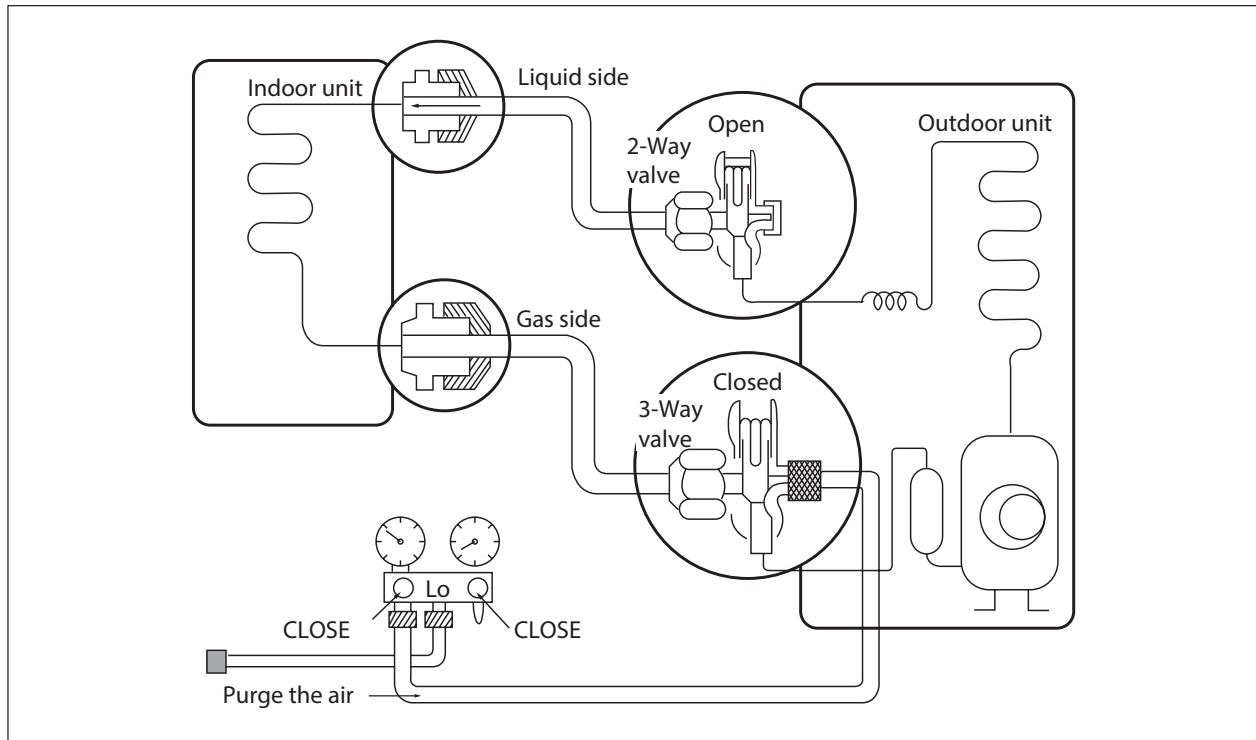 Indoor unit
Liquid side
2-Way
valve
Open
Outdoor unit
Gas side
3-Way
valve
Closed
Lo
CLOSE
CLOSE
Purge the air